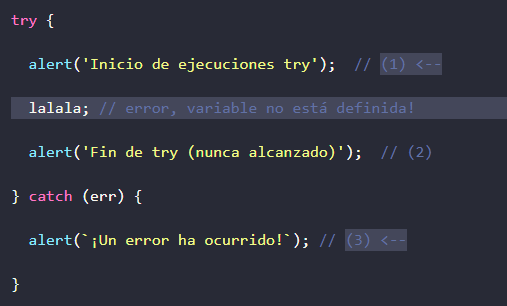 try {
alert('Inicio de ejecuciones try');  // (1) <--
lalala; // error, variable no está definida!
alert('Fin de try (nunca alcanzado)');  // (2)
} catch (err) {
alert(`¡Un error ha ocurrido!`); // (3) <--
}